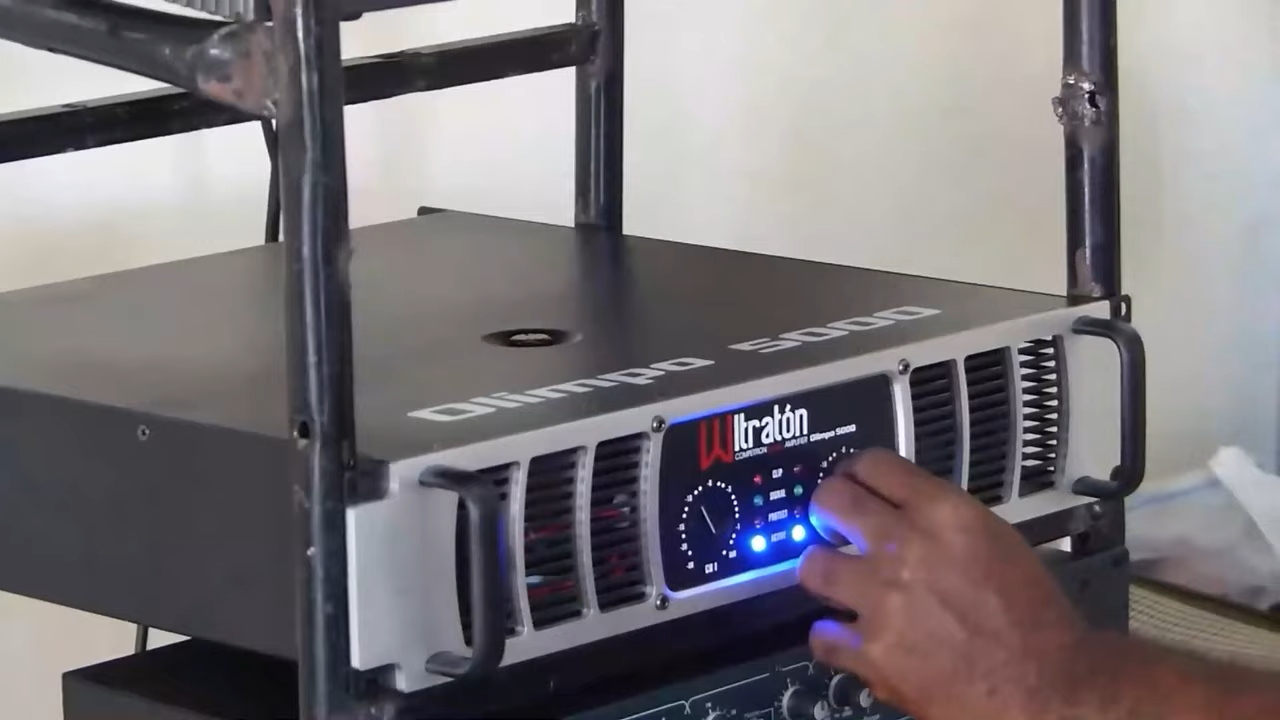 Olimpo 5000
Ultratón
COMPETITION AMPLIFIER Olimpo 5000
CLIP
SIGNAL
PROTECT
ACTIVE
CH 1